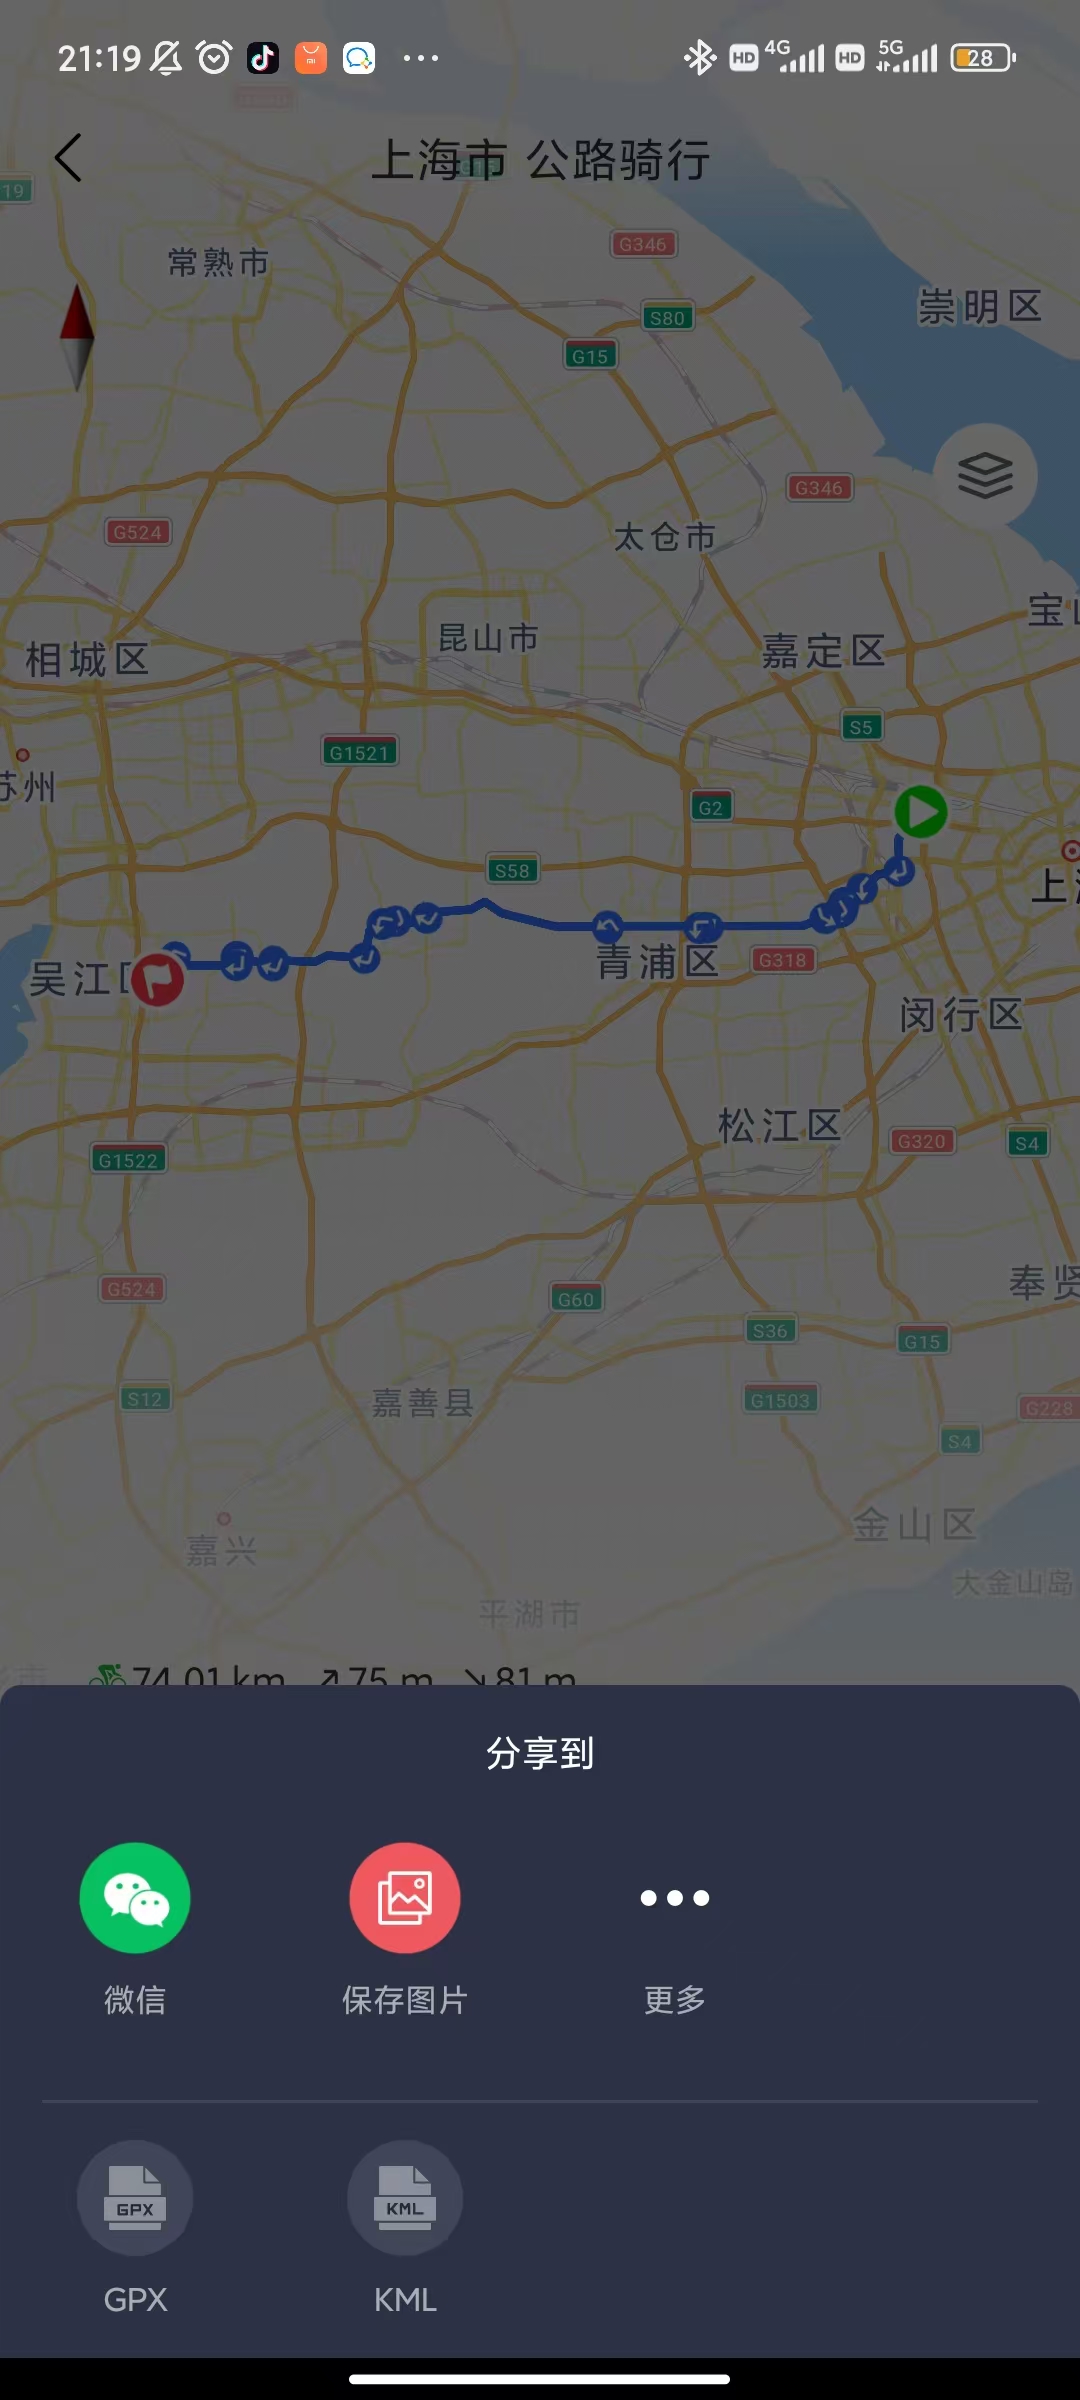 21:19
HD 4G HD 5G 28
上海市 公路骑行
G15
19
G346
常熟市
崇明区
S80
G15
G346
G524
太仓市
宝山
昆山市
嘉定区
相城区
S5
G1521
苏州
G2
S58
上海
青浦区
G318
吴江区
闵行区
松江区
G320
S4
G1522
奉贤
G524
G60
S36
G15
S12
嘉善县
G1503
G228
S4
嘉兴
金山区
大金山岛
平湖市
74.01 km 75 m 81 m
分享到
微信
保存图片
更多
GPX
KML
GPX
KML